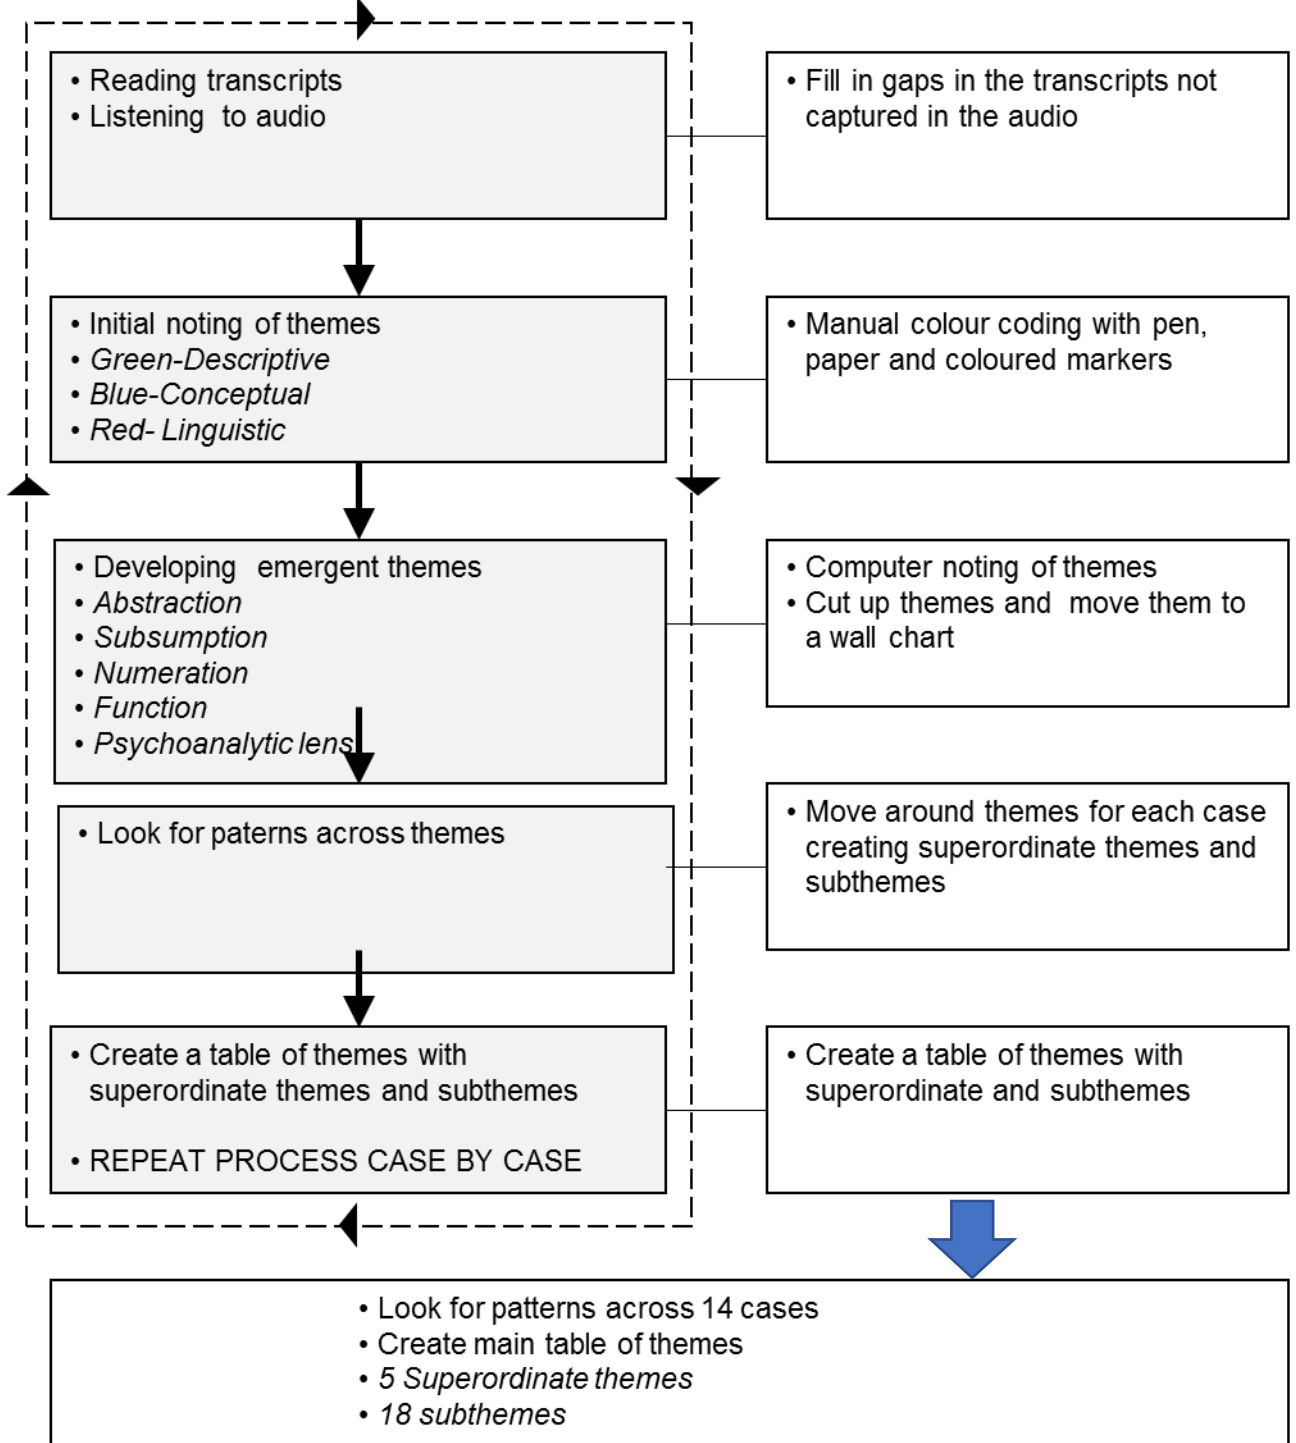 • Reading transcripts
• Listening to audio
• Fill in gaps in the transcripts not
captured in the audio
• Initial noting of themes
• Green-Descriptive
• Blue-Conceptual
• Red- Linguistic
• Manual colour coding with pen,
paper and coloured markers
• Developing emergent themes
• Abstraction
• Subsumption
• Numeration
• Function
• Psychoanalytic lens
• Computer noting of themes
• Cut up themes and move them to
a wall chart
• Look for paterns across themes
• Move around themes for each case
creating superordinate themes and
subthemes
• Create a table of themes with
superordinate themes and subthemes
• REPEAT PROCESS CASE BY CASE
• Create a table of themes with
superordinate and subthemes
• Look for patterns across 14 cases
• Create main table of themes
• 5 Superordinate themes
• 18 subthemes